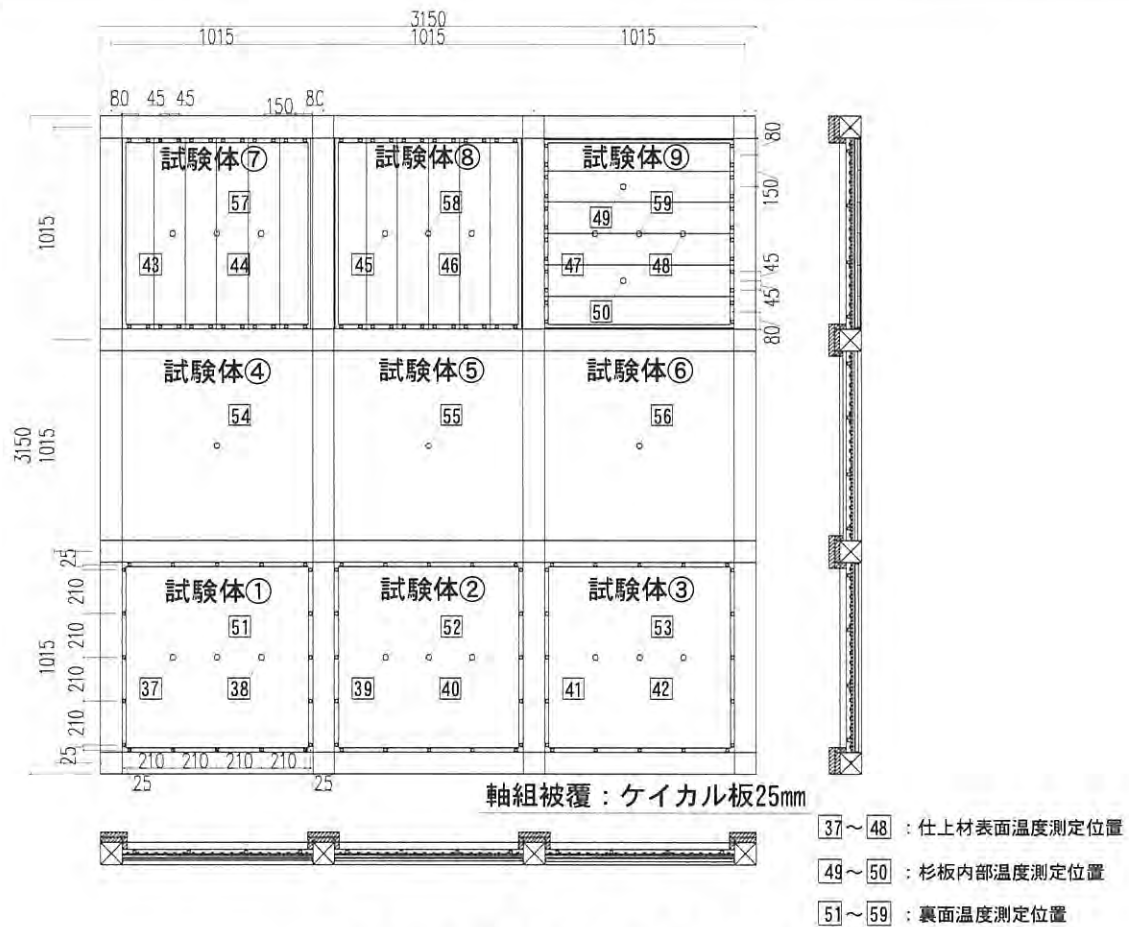 3150
1015 1015 1015
80 45 45 150 80
試験体⑦ 試験体⑧ 試験体⑨
80
57 58 49 59
150
1015
43 44 45 46 47 48
45
50
45
80
試験体④ 試験体⑤ 試験体⑥
54 55 56
3150
1015
25
試験体① 試験体② 試験体③
210
51 52 53
210
1015
37 38 39 40 41 42
210
210
25
210 210 210 210
25 25
軸組被覆：ケイカル板25mm
37～48：仕上材表面温度測定位置
49～50：杉板内部温度測定位置
51～59：裏面温度測定位置